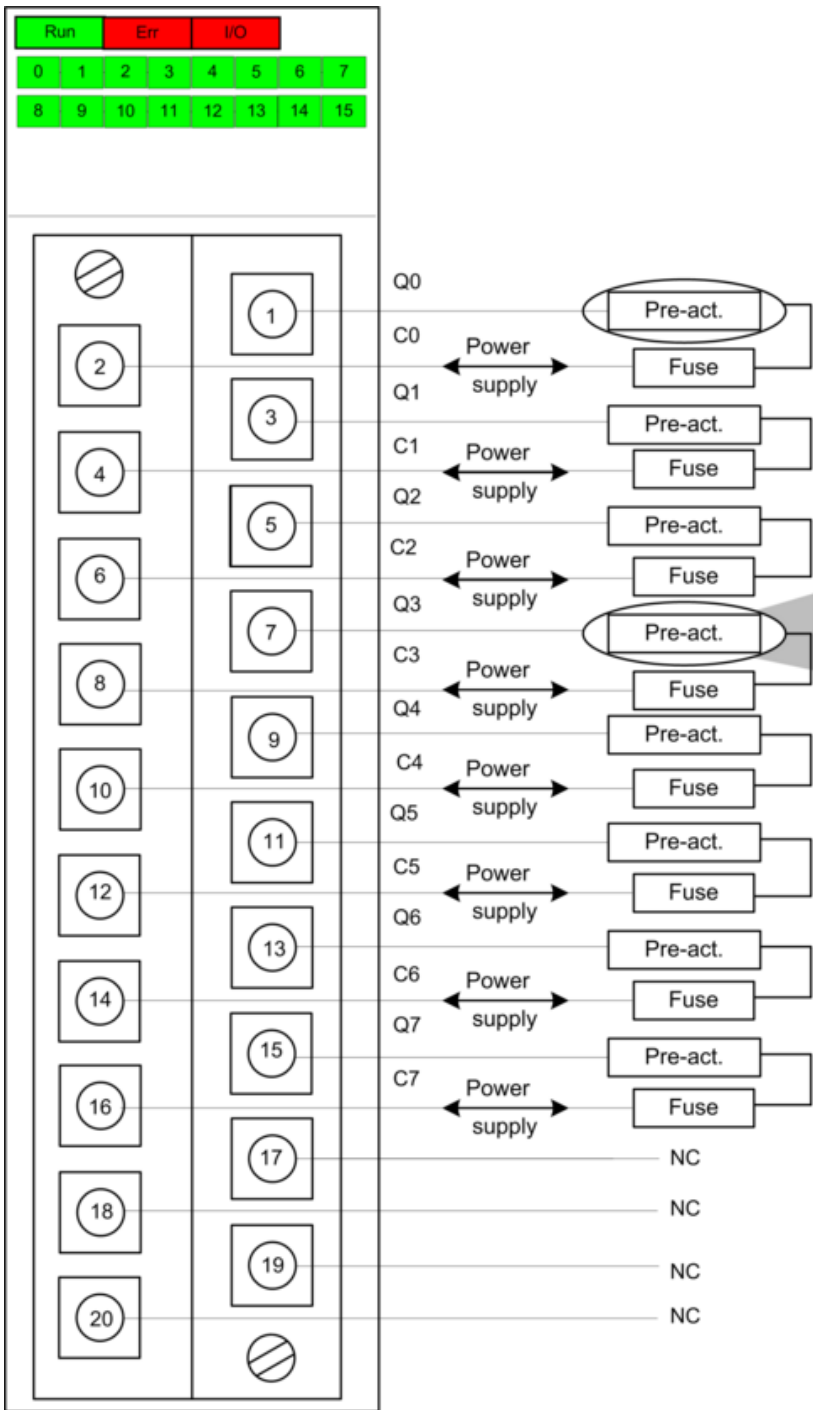 Run Err I/O
0 1 2 3 4 5 6 7
8 9 10 11 12 13 14 15
Q0
1 Pre-act.
C0
Power supply
2 Fuse
Q1
3 Pre-act.
C1
Power supply
4 Fuse
Q2
5 Pre-act.
C2
Power supply
6 Fuse
Q3
7 Pre-act.
C3
Power supply
8 Fuse
Q4
9 Pre-act.
C4
Power supply
10 Fuse
Q5
11 Pre-act.
C5
Power supply
12 Fuse
Q6
13 Pre-act.
C6
Power supply
14 Fuse
Q7
15 Pre-act.
C7
Power supply
16 Fuse
17 NC
18 NC
19 NC
20 NC